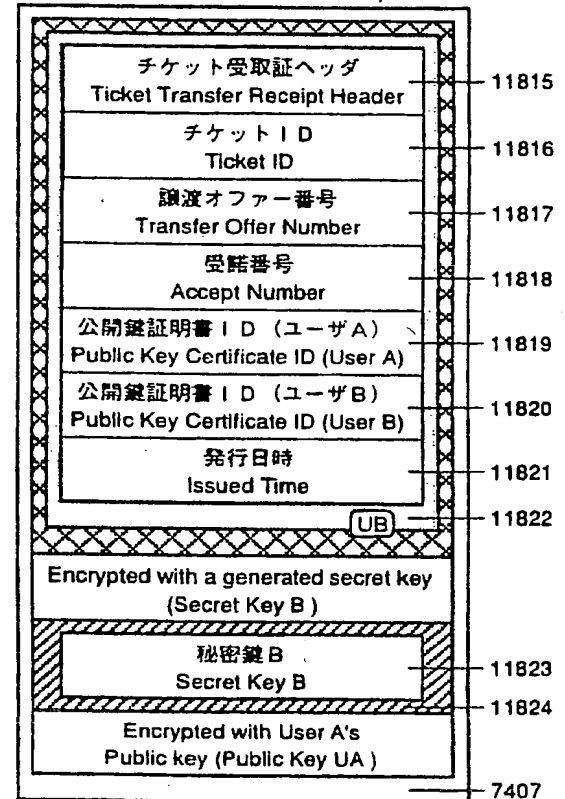 チケット受取証ヘッダ
Ticket Transfer Receipt Header
11815
チケットID
Ticket ID
11816
譲渡オファー番号
Transfer Offer Number
11817
受諾番号
Accept Number
11818
公開鍵証明書ID (ユーザA)
Public Key Certificate ID (User A)
11819
公開鍵証明書ID (ユーザB)
Public Key Certificate ID (User B)
11820
発行日時
Issued Time
11821
UB
11822
Encrypted with a generated secret key
(Secret Key B )
秘密鍵B
Secret Key B
11823
11824
Encrypted with User A's
Public key (Public Key UA )
7407